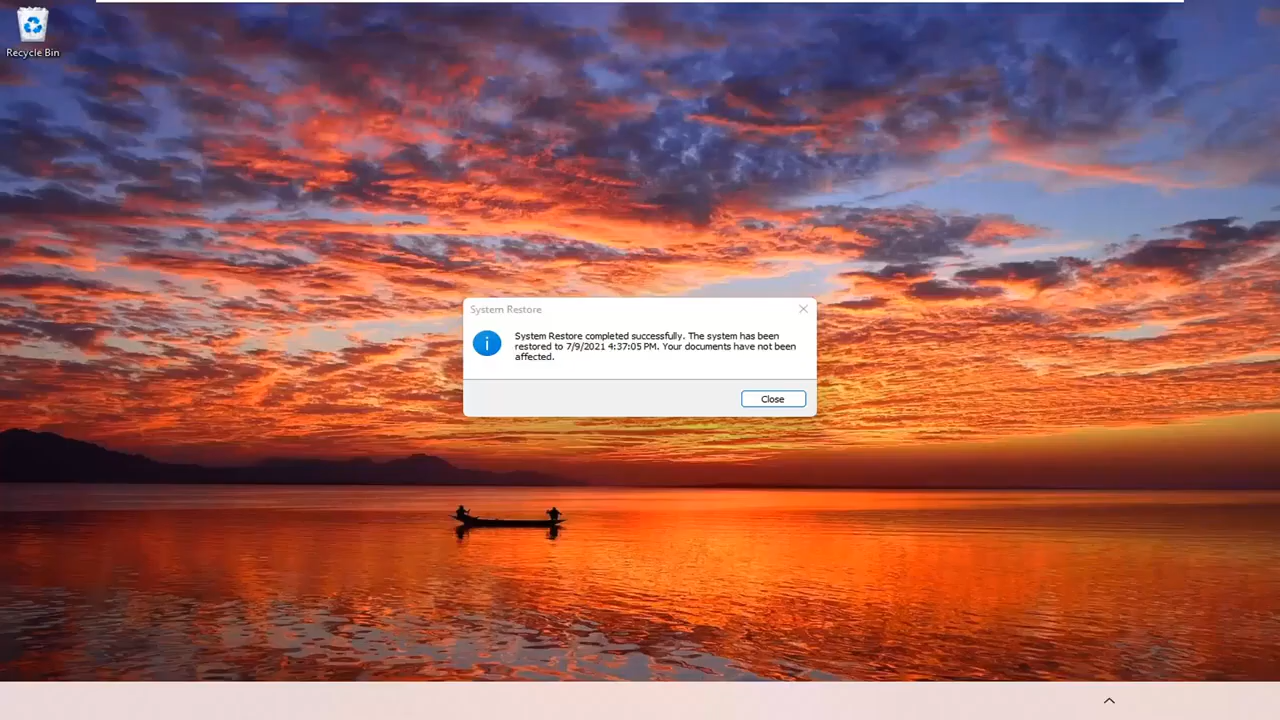 Recycle Bin
System Restore
System Restore completed successfully. The system has been
restored to 7/9/2021 4:37:05 PM. Your documents have not been
affected.
Close